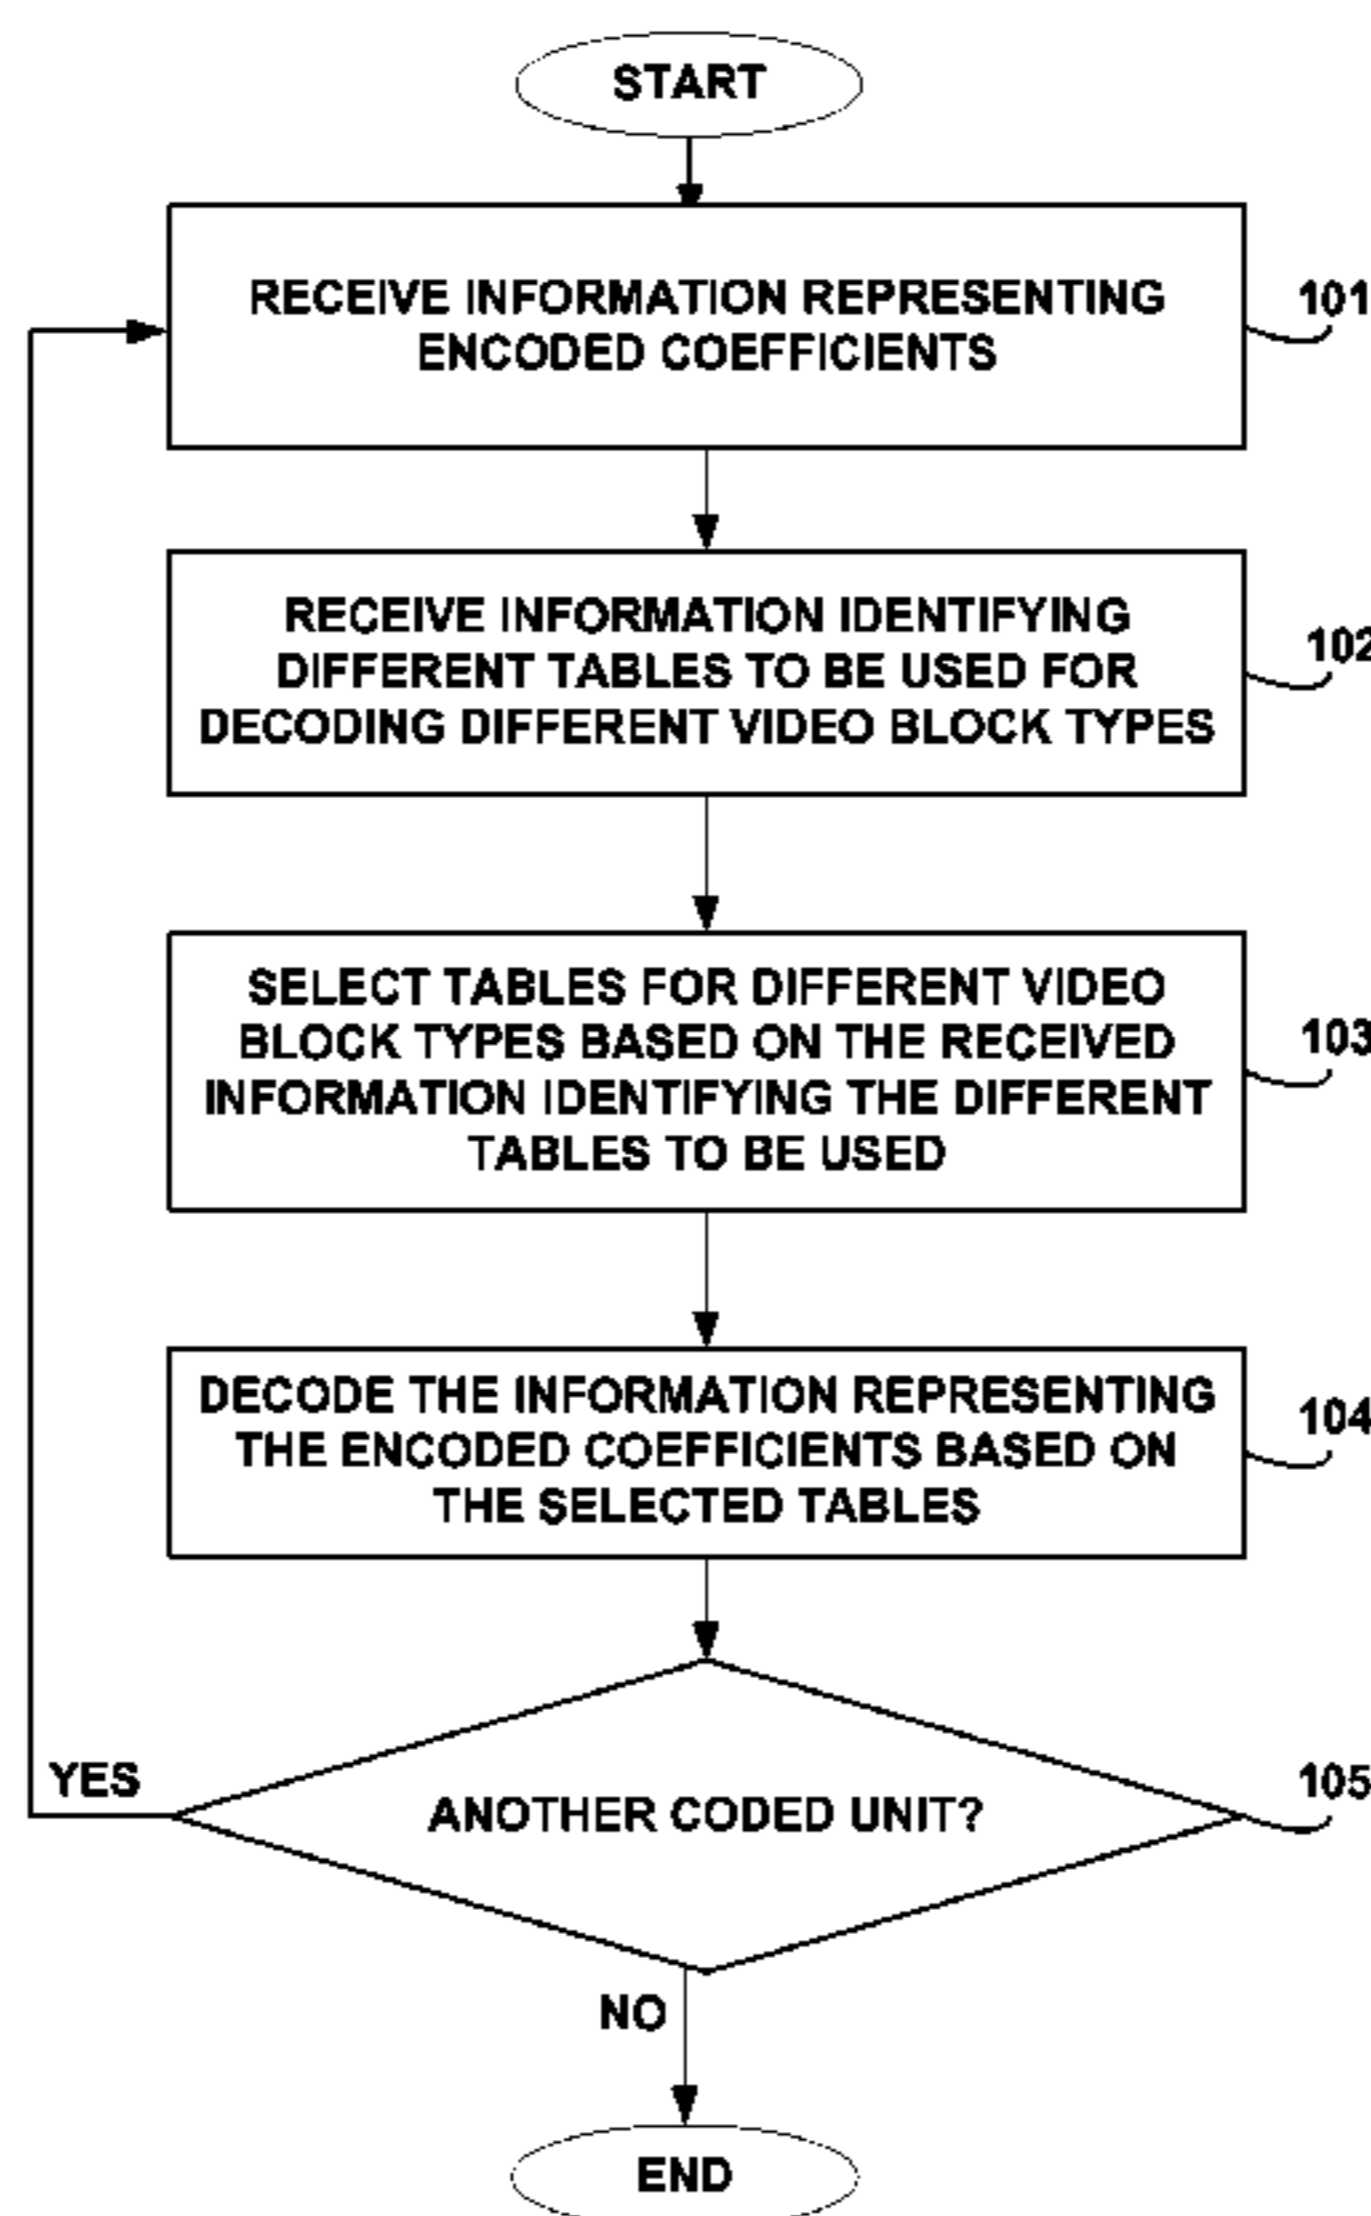 START
RECEIVE INFORMATION REPRESENTING
ENCODED COEFFICIENTS
101
RECEIVE INFORMATION IDENTIFYING
DIFFERENT TABLES TO BE USED FOR
DECODING DIFFERENT VIDEO BLOCK TYPES
102
SELECT TABLES FOR DIFFERENT VIDEO
BLOCK TYPES BASED ON THE RECEIVED
INFORMATION IDENTIFYING THE DIFFERENT
TABLES TO BE USED
103
DECODE THE INFORMATION REPRESENTING
THE ENCODED COEFFICIENTS BASED ON
THE SELECTED TABLES
104
YES
ANOTHER CODED UNIT?
105
NO
END